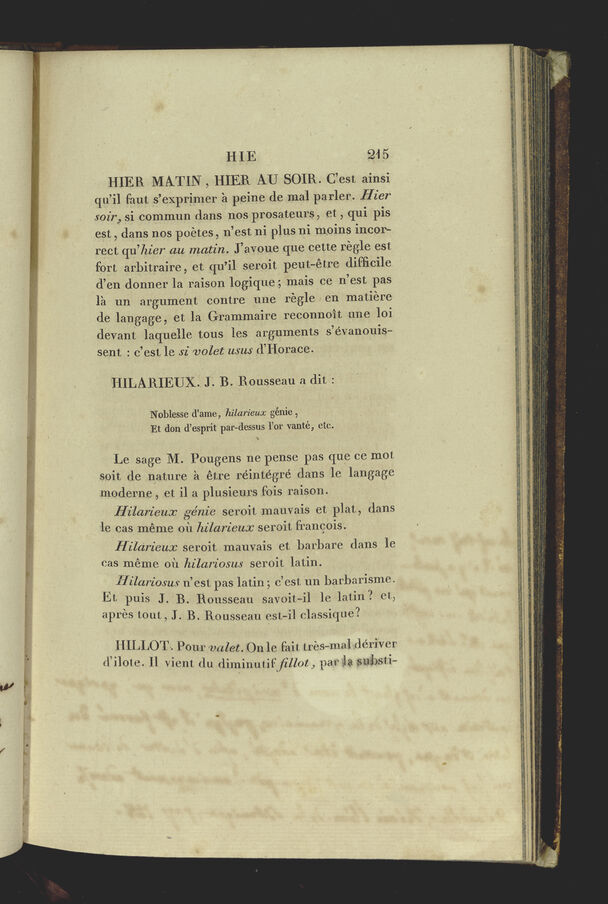 HIE 215
HIER MATIN, HIER AU SOIR. C'est ainsi
qu'il faut s'exprimer à peine de mal parler. Hier
soir, si commun dans nos prosateurs, et, qui pis
est, dans nos poètes, n'est ni plus ni moins incor-
rect qu'hier au matin. J'avoue que cette règle est
fort arbitraire, et qu'il seroit peut-être difficile
d'en donner la raison logique; mais ce n'est pas
là un argument contre une règle en matière
de langage, et la Grammaire reconnoît une loi
devant laquelle tous les arguments s'évanouis-
sent : c'est le si volet usus d'Horace.
HILARIEUX. J. B. Rousseau a dit :
Noblesse d'ame, hilarieux génie,
Et don d'esprit par-dessus l'or vanté, etc.
Le sage M. Pougens ne pense pas que ce mot
soit de nature à être réintégré dans le langage
moderne, et il a plusieurs fois raison.
Hilarieux génie seroit mauvais et plat, dans
le cas même où hilarieux seroit françois.
Hilarieux seroit mauvais et barbare dans le
cas même où hilariosus seroit latin.
Hilariosus n'est pas latin; c'est un barbarisme.
Et puis J. B. Rousseau savoit-il le latin? et,
après tout, J. B. Rousseau est-il classique?
HILLOT. Pour valet. On le fait très-mal dériver
d'ilote. Il vient du diminutif fillot, par la substi-